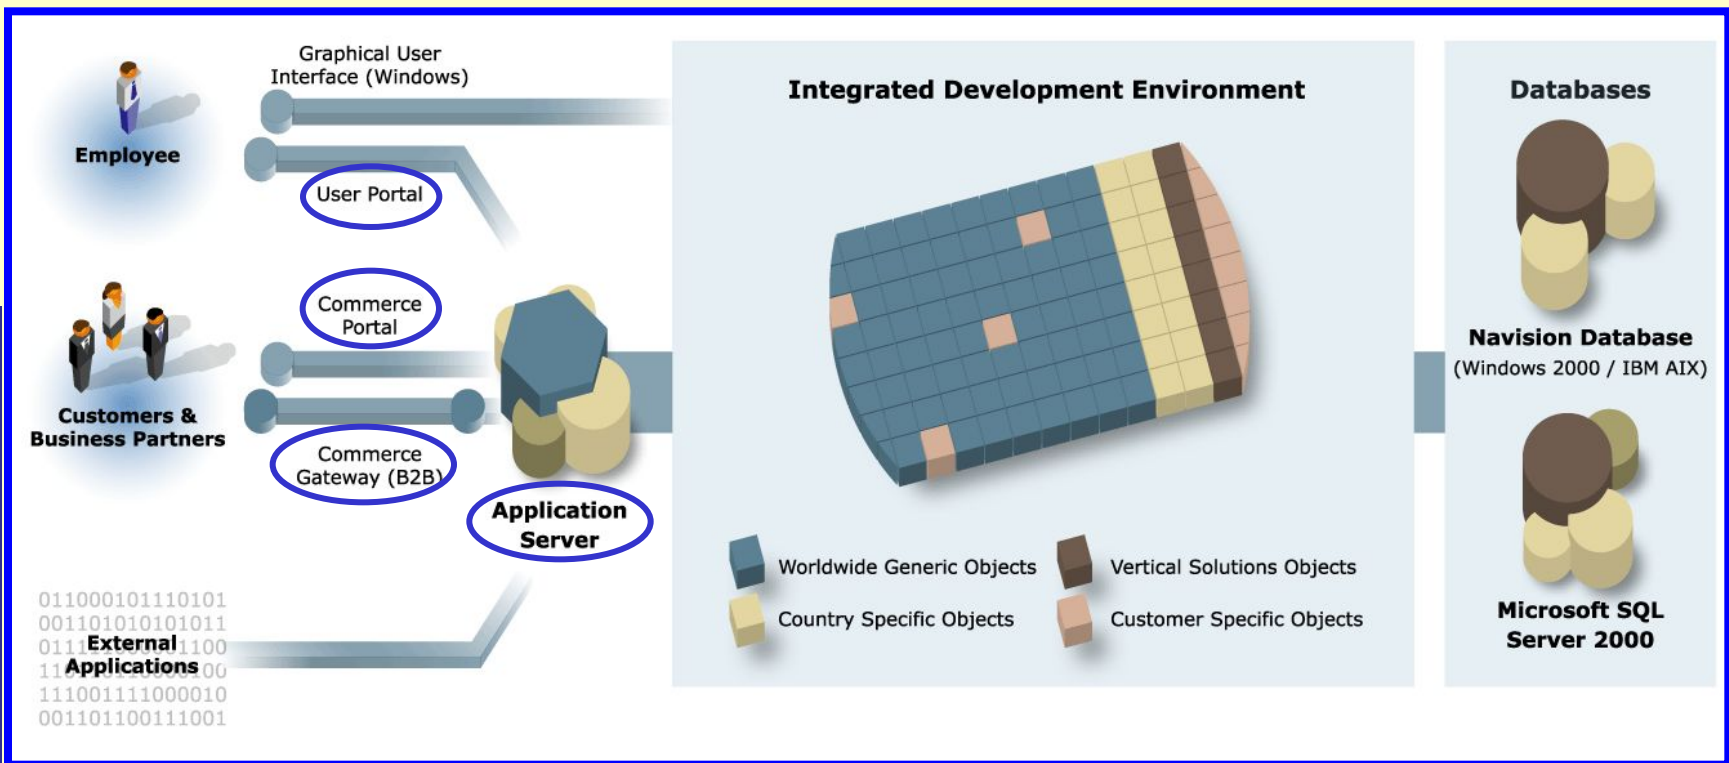 Graphical User
Interface (Windows)
Employee
User Portal
Commerce
Portal
Customers &
Business Partners
Commerce
Gateway (B2B)
Application
Server
011000101110101
001101010101011
External
Applications
111001111000010
001101100111001
Integrated Development Environment
Worldwide Generic Objects
Vertical Solutions Objects
Country Specific Objects
Customer Specific Objects
Databases
Navision Database
(Windows 2000 / IBM AIX)
Microsoft SQL
Server 2000